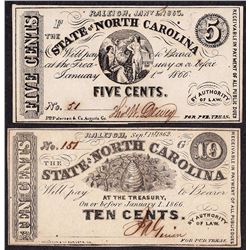 RALEIGH, JANY 1, 1863.
THE
STATE OF NORTH CAROLINA
5
FIVE CENTS
Will pay to Bearer
at the Treasury on or before
January 1st 1866
FIVE CENTS.
BY AUTHORITY OF LAW.
No. 51
FOR PUB. TREAS.
RECEIVABLE IN PAYMENT OF ALL PUBLIC DUES
RALEIGH, Sept. 1st 1862.
No. 151
G
10
THE
STATE OF NORTH CAROLINA
TEN CENTS
Will pay to Bearer
AT THE TREASURY,
On or before January 1, 1866
TEN CENTS.
BY AUTHORITY OF LAW.
FOR PUB. TREAS.
RECEIVABLE IN PAYMENT OF ALL PUBLIC DUES